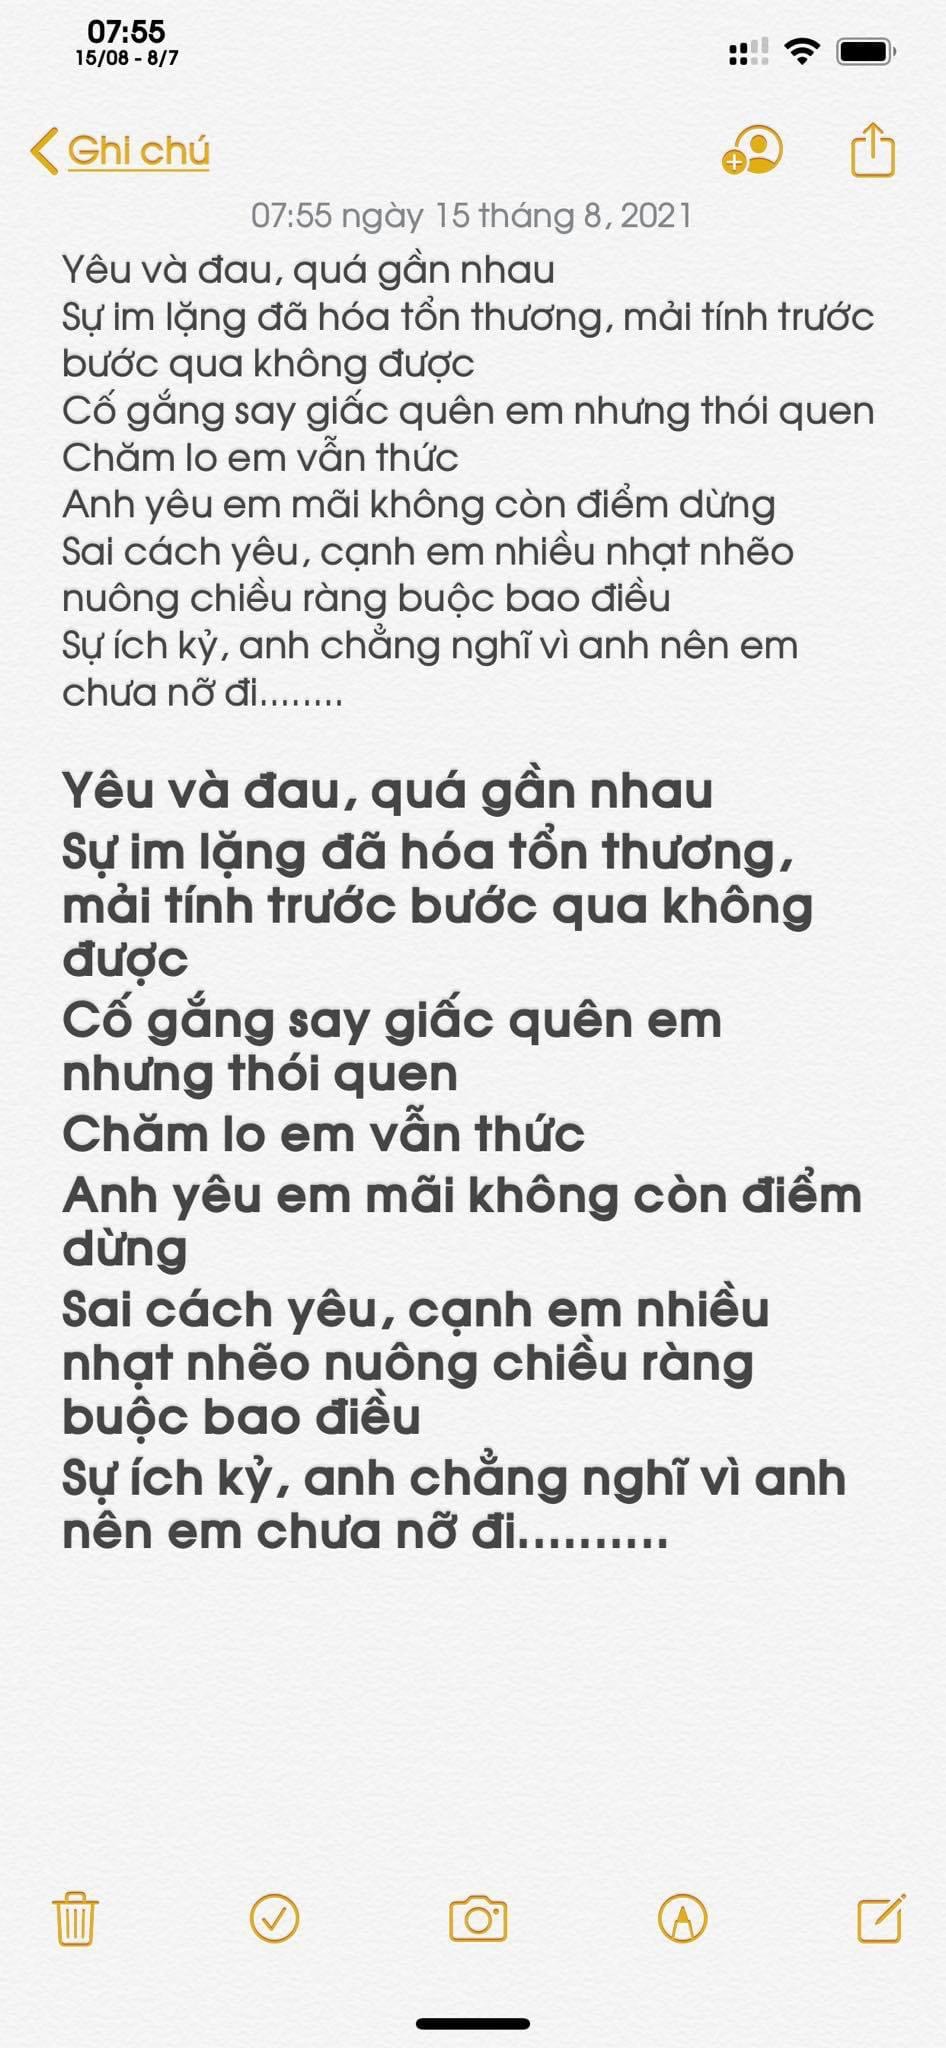 07:55
15/08 - 8/7
Ghi chú
07:55 ngày 15 tháng 8, 2021
Yêu và đau, quá gần nhau
Sự im lặng đã hóa tổn thương, mải tính trước
bước qua không được
Cố gắng say giấc quên em nhưng thói quen
Chăm lo em vẫn thức
Anh yêu em mãi không còn điểm dừng
Sai cách yêu, cạnh em nhiều nhạt nhẽo
nuông chiều ràng buộc bao điều
Sự ích kỷ, anh chẳng nghĩ vì anh nên em
chưa nỡ đi........
Yêu và đau, quá gần nhau
Sự im lặng đã hóa tổn thương,
mải tính trước bước qua không
được
Cố gắng say giấc quên em
nhưng thói quen
Chăm lo em vẫn thức
Anh yêu em mãi không còn điểm
dừng
Sai cách yêu, cạnh em nhiều
nhạt nhẽo nuông chiều ràng
buộc bao điều
Sự ích kỷ, anh chẳng nghĩ vì anh
nên em chưa nỡ đi..........